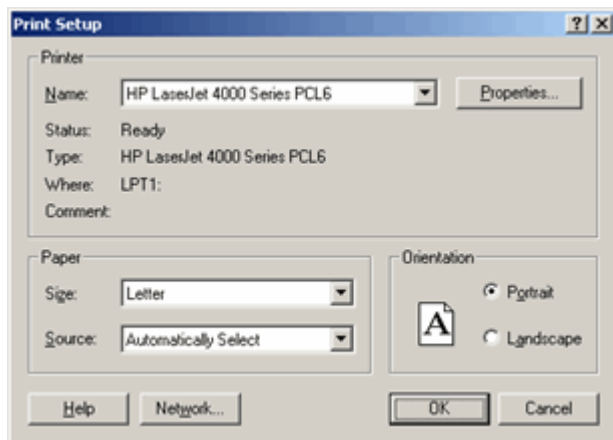 Print Setup
Printer
Name: HP LaserJet 4000 Series PCL6 Properties...
Status: Ready
Type: HP LaserJet 4000 Series PCL6
Where: LPT1:
Comment:
Paper
Size: Letter
Source: Automatically Select
Orientation
A
Portrait
Landscape
Help Network... OK Cancel